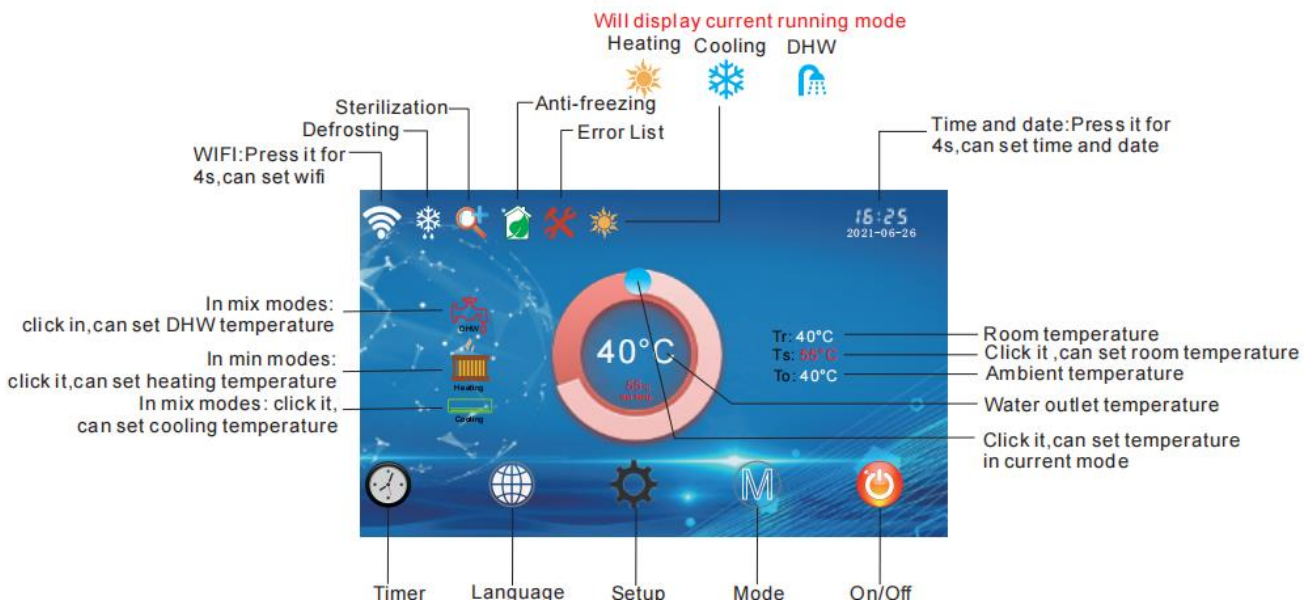 Will display current running mode
Heating Cooling DHW
Sterilization
Anti-freezing
Defrosting
Error List
WIFI:Press it for
4s,can set wifi
Time and date:Press it for
4s,can set time and date
16:25
2021-06-26
In mix modes:
click in,can set DHW temperature
DHW
In min modes:
click it,can set heating temperature
Heating
In mix modes: click it,
can set cooling temperature
Cooling
40°C
Tr: 40°C
Ts: 55°C
To: 40°C
Room temperature
Click it ,can set room temperature
Ambient temperature
Water outlet temperature
Click it,can set temperature
in current mode
M
Timer Language Setup Mode On/Off